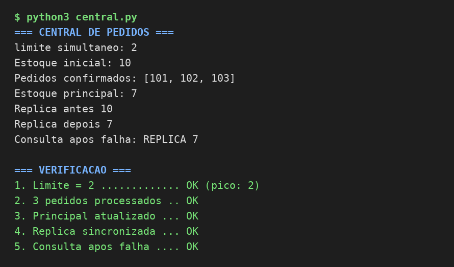 $ python3 central.py
=== CENTRAL DE PEDIDOS ===
limite simultaneo: 2
Estoque inicial: 10
Pedidos confirmados: [101, 102, 103]
Estoque principal: 7
Replica antes 10
Replica depois 7
Consulta apos falha: REPLICA 7

=== VERIFICACAO ===
1. Limite = 2 ............. OK (pico: 2)
2. 3 pedidos processados .. OK
3. Principal atualizado ... OK
4. Replica sincronizada ... OK
5. Consulta apos falha .... OK